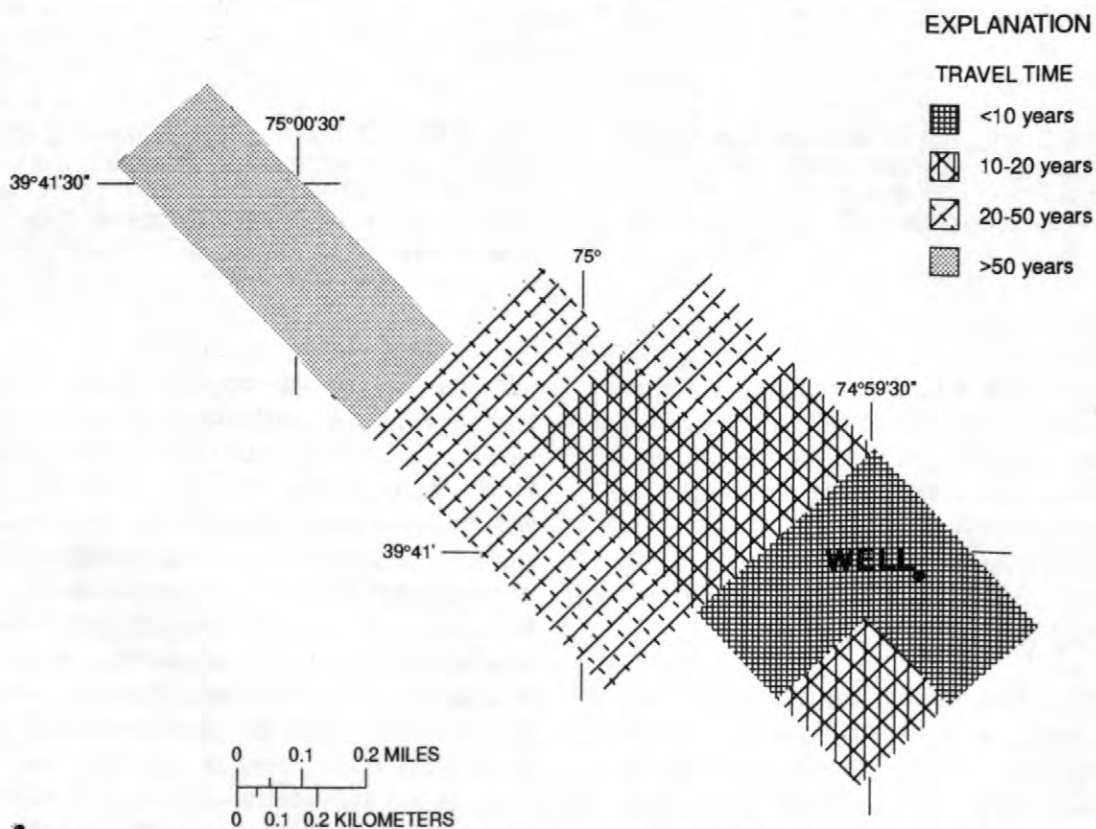 EXPLANATION
TRAVEL TIME
<10 years
10-20 years
20-50 years
>50 years
75°00'30"
39°41'30"
75°
74°59'30"
39°41'
WELL
0 0.1 0.2 MILES
0 0.1 0.2 KILOMETERS